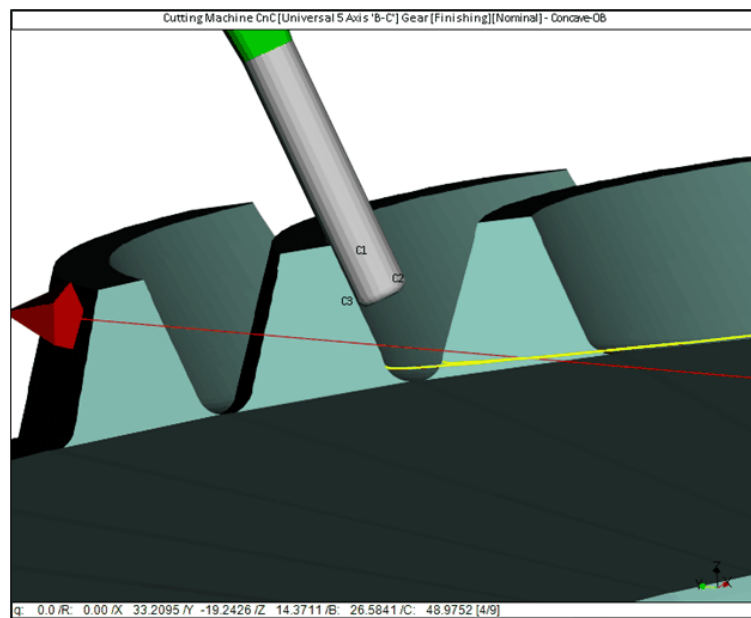 Cutting Machine CnC [Universal 5 Axis 'B-C'] Gear [Finishing][Nominal] - Concave-OB
C1
C2
C3
Z
Y X
q: 0.0 /R: 0.00 /X 33.2095 /Y -19.2426 /Z 14.3711 /B: 26.5841 /C: 48.9752 [4/9]